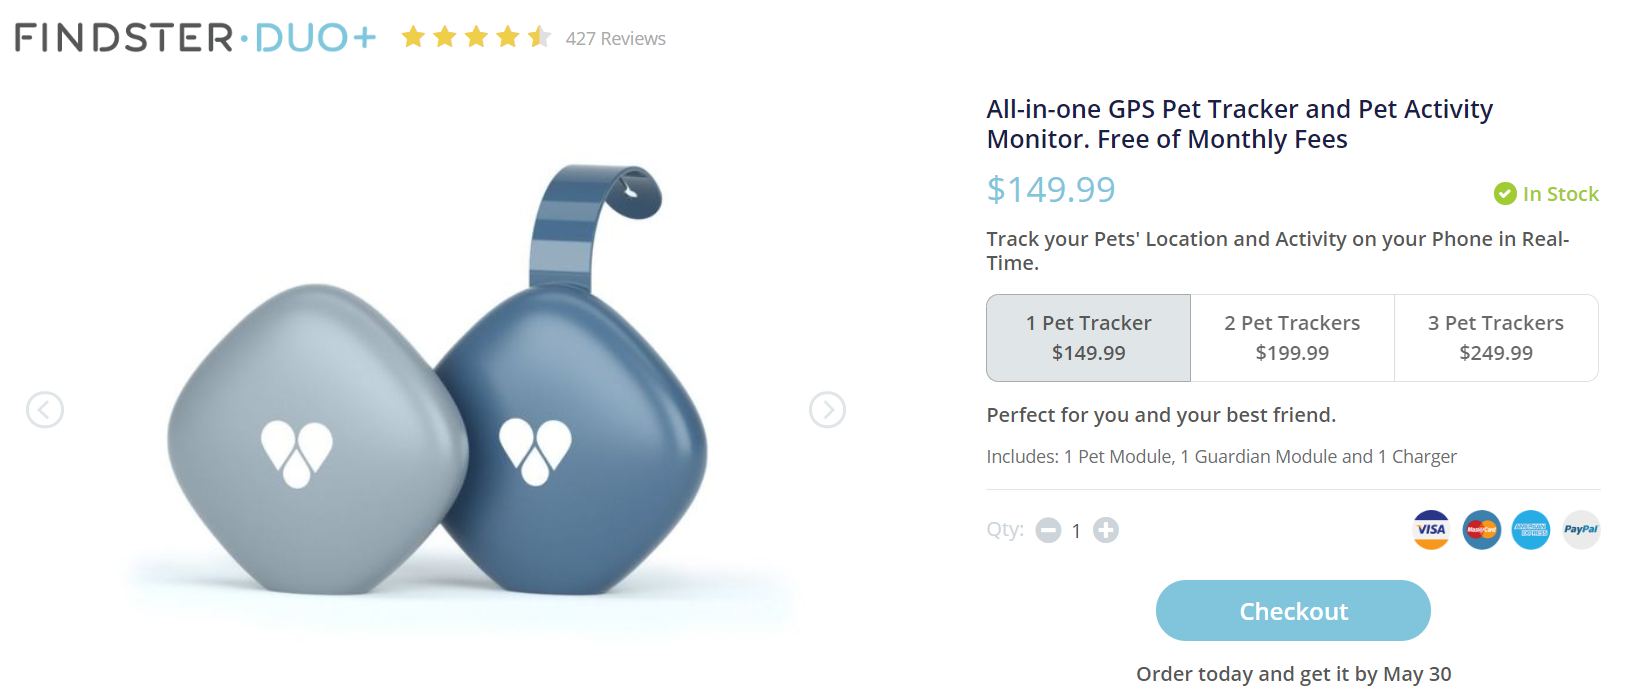 FINDSTER·DUO+
427 Reviews
All-in-one GPS Pet Tracker and Pet Activity
Monitor. Free of Monthly Fees
$149.99
In Stock
Track your Pets' Location and Activity on your Phone in Real-
Time.
1 Pet Tracker
$149.99
2 Pet Trackers
$199.99
3 Pet Trackers
$249.99
Perfect for you and your best friend.
Includes: 1 Pet Module, 1 Guardian Module and 1 Charger
Qty: 1
VISA
MasterCard
AMERICAN
EXPRESS
PayPal
Checkout
Order today and get it by May 30